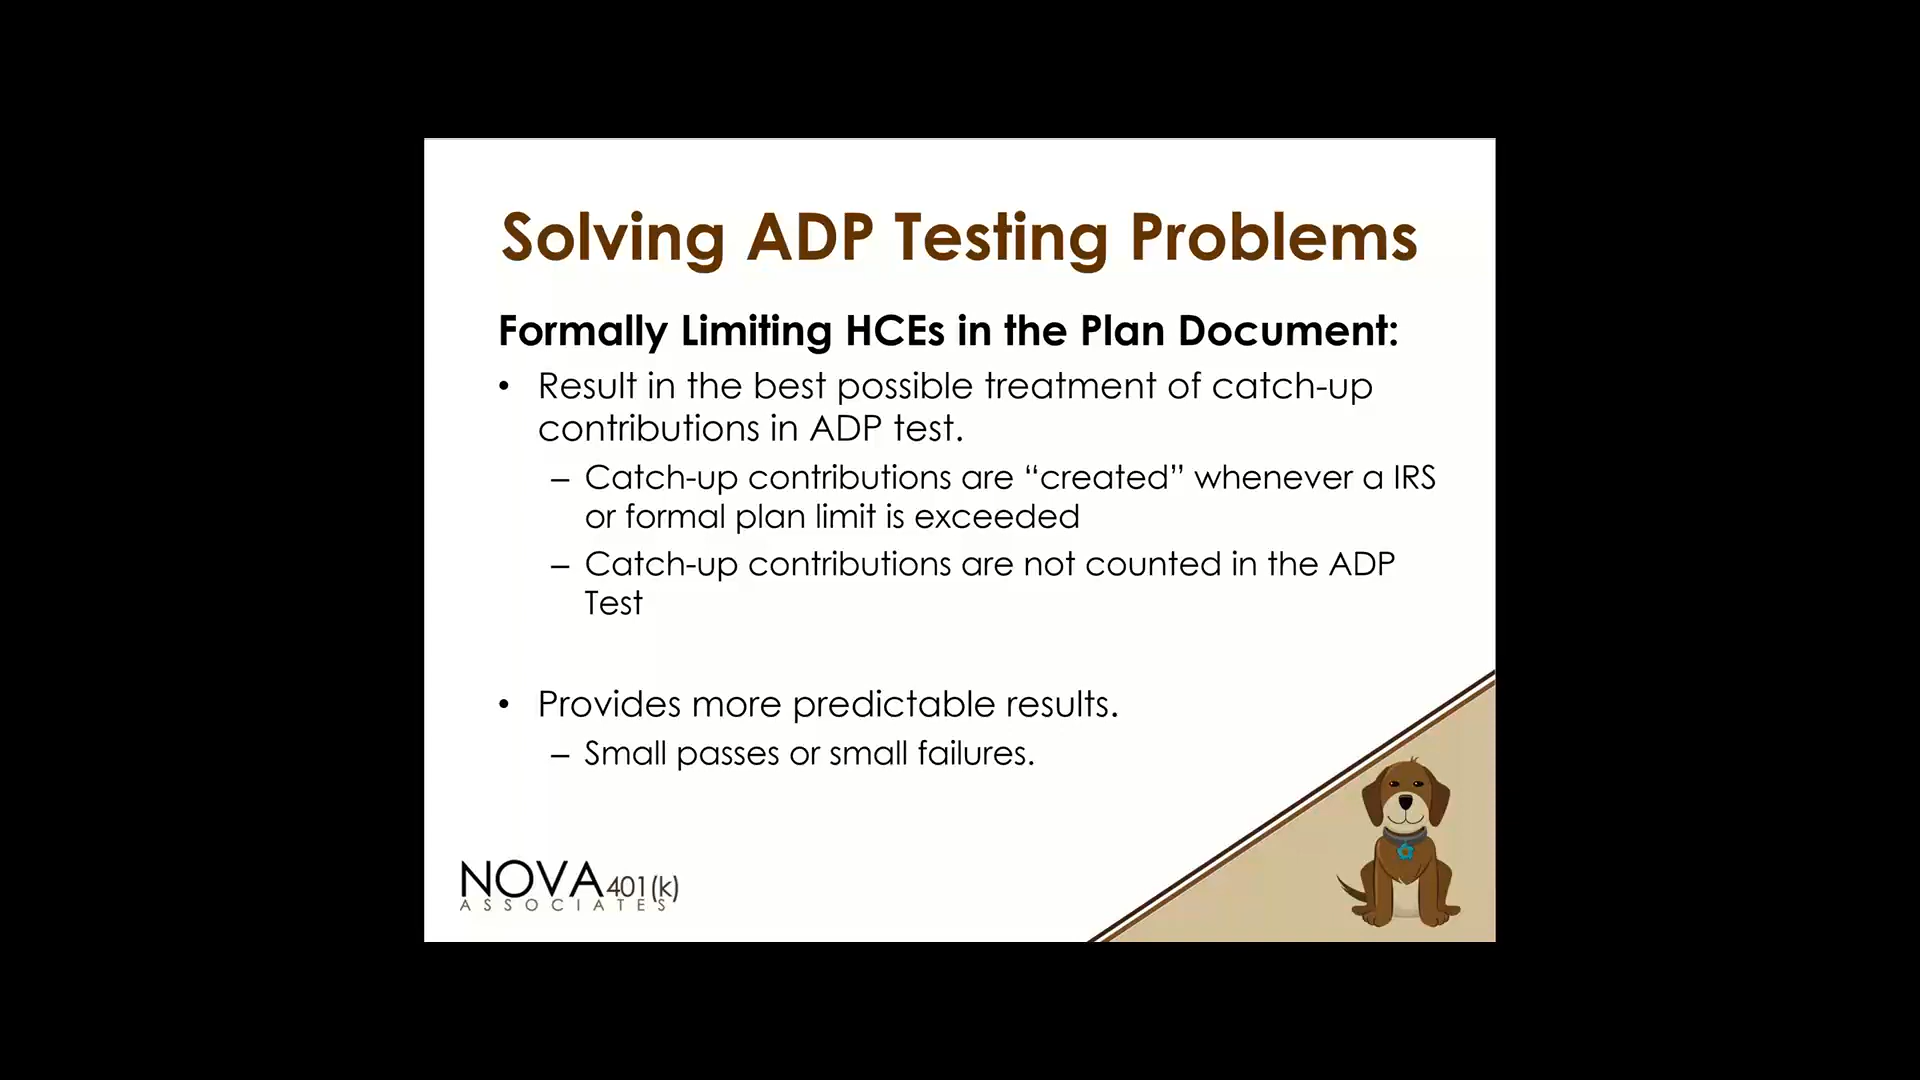 Solving ADP Testing Problems
Formally Limiting HCEs in the Plan Document:
• Result in the best possible treatment of catch-up
contributions in ADP test.
– Catch-up contributions are “created” whenever a IRS
or formal plan limit is exceeded
– Catch-up contributions are not counted in the ADP
Test
• Provides more predictable results.
– Small passes or small failures.
NOVA 401(k)
ASSOCIATES